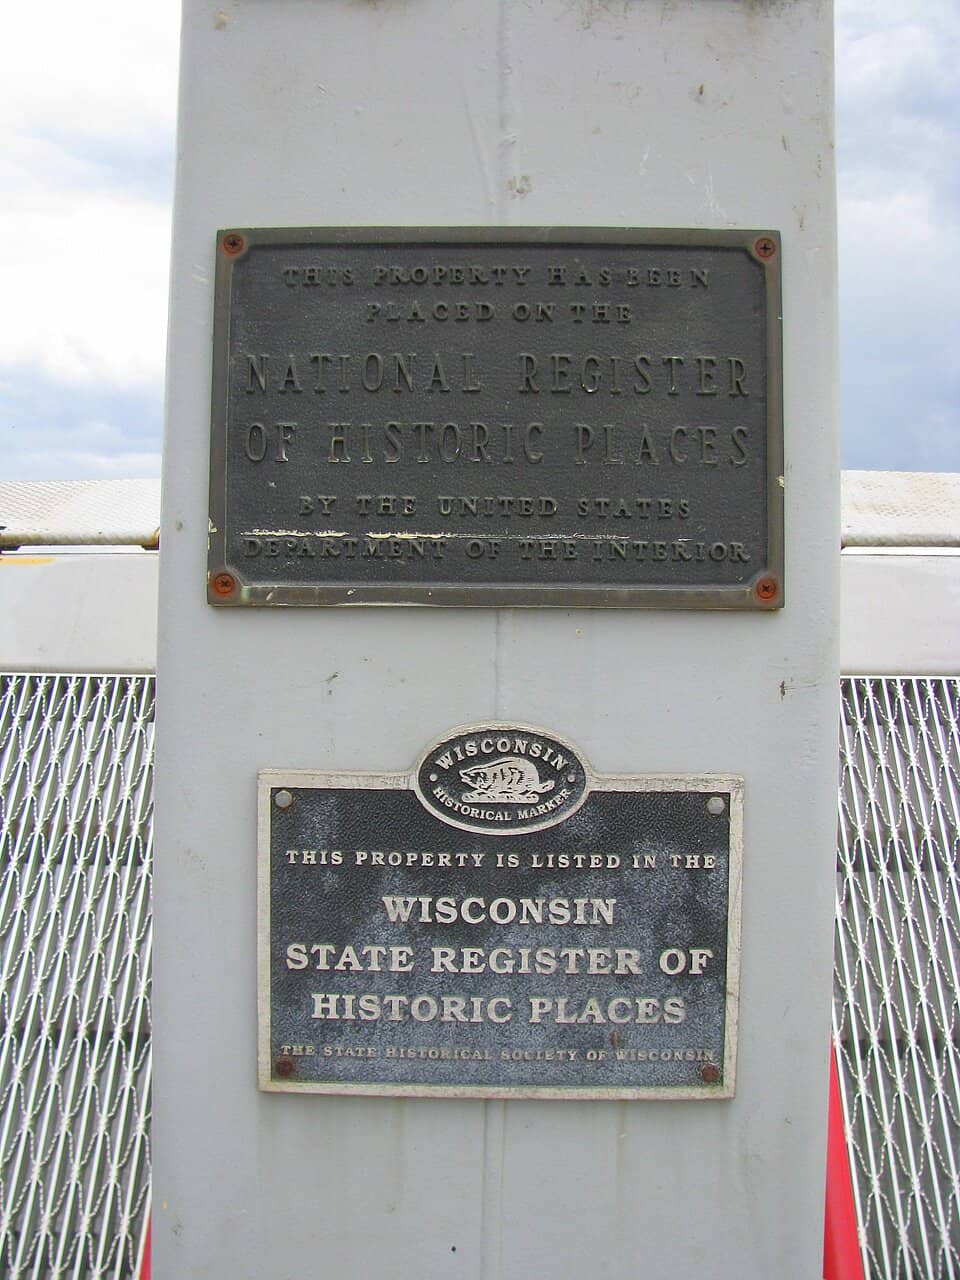 THIS PROPERTY HAS BEEN
PLACED ON THE
NATIONAL REGISTER
OF HISTORIC PLACES
BY THE UNITED STATES
DEPARTMENT OF THE INTERIOR
WISCONSIN
HISTORICAL MARKER
THIS PROPERTY IS LISTED IN THE
WISCONSIN
STATE REGISTER OF
HISTORIC PLACES
THE STATE HISTORICAL SOCIETY OF WISCONSIN